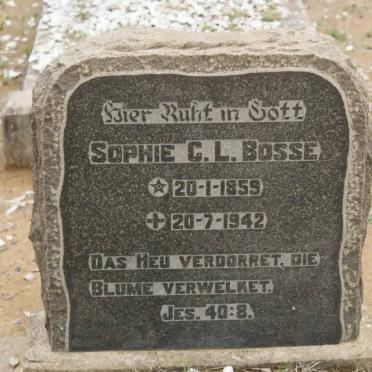 Hier Ruht in Gott
SOPHIE C. L. BOSSE
☆ 20-1-1859
✝ 20-7-1942
DAS HEU VERDORRET, DIE
BLUME VERWELKET.
JES. 40:8.